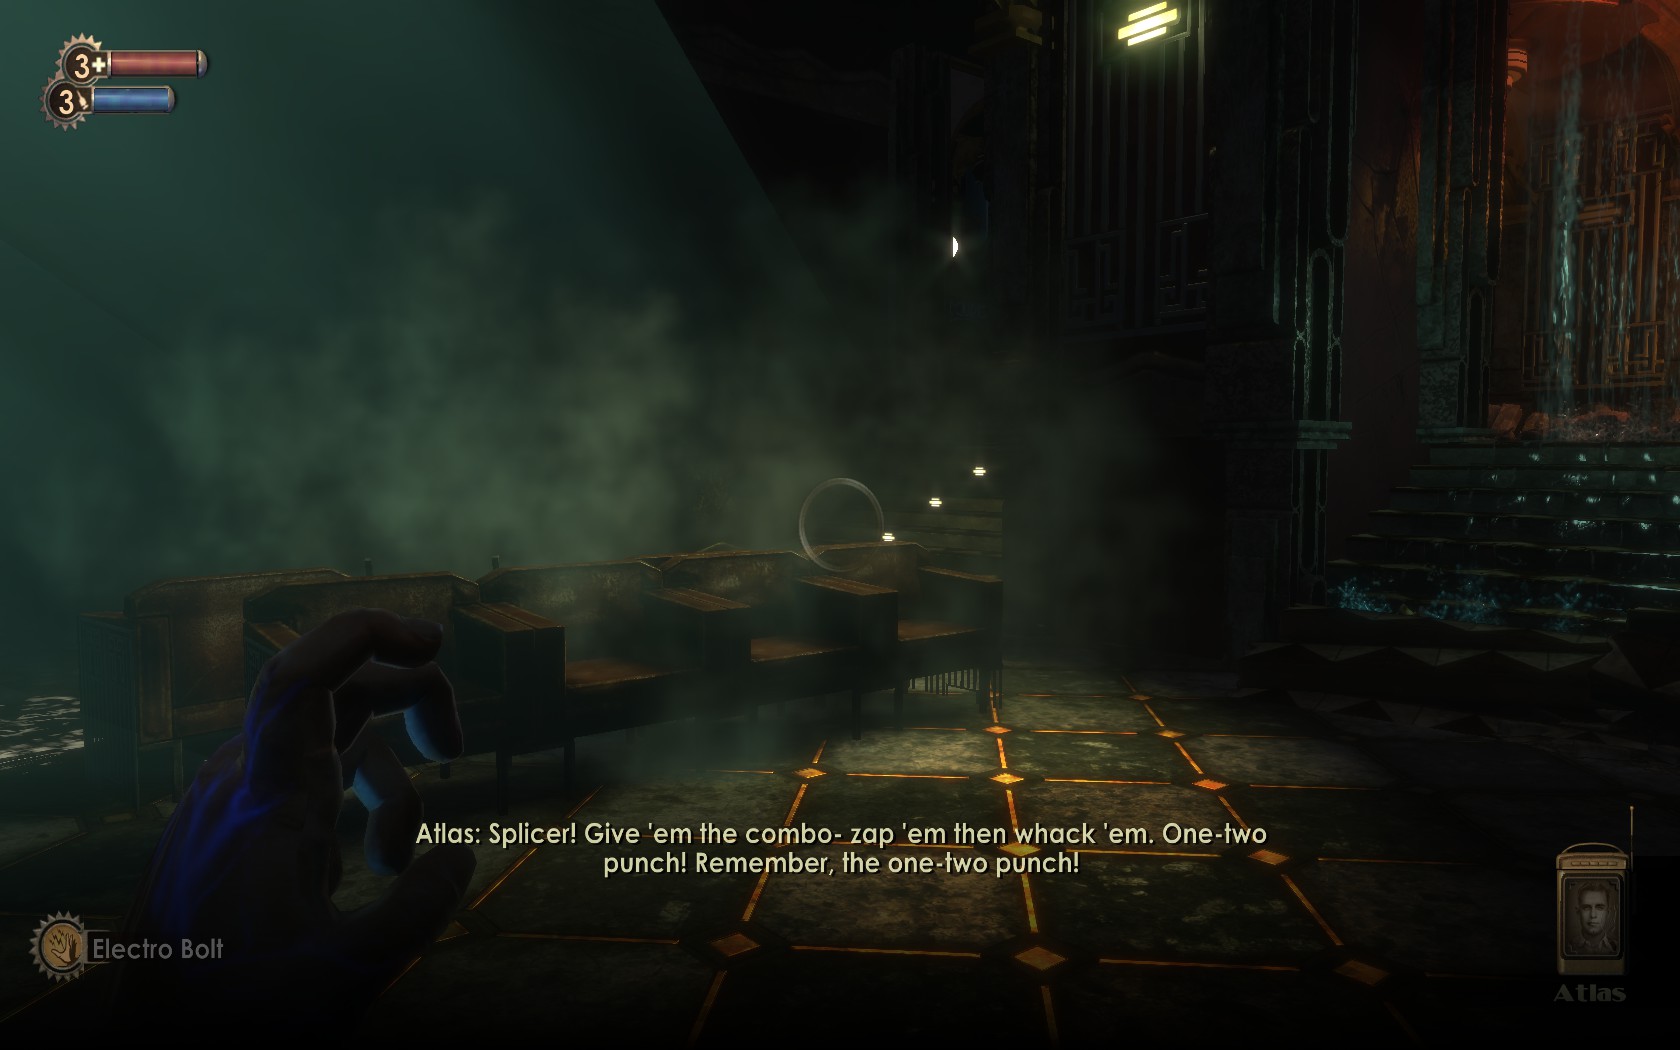 3+
3
Atlas: Splicer! Give 'em the combo- zap 'em then whack 'em. One-two
punch! Remember, the one-two punch!
Electro Bolt
Atlas